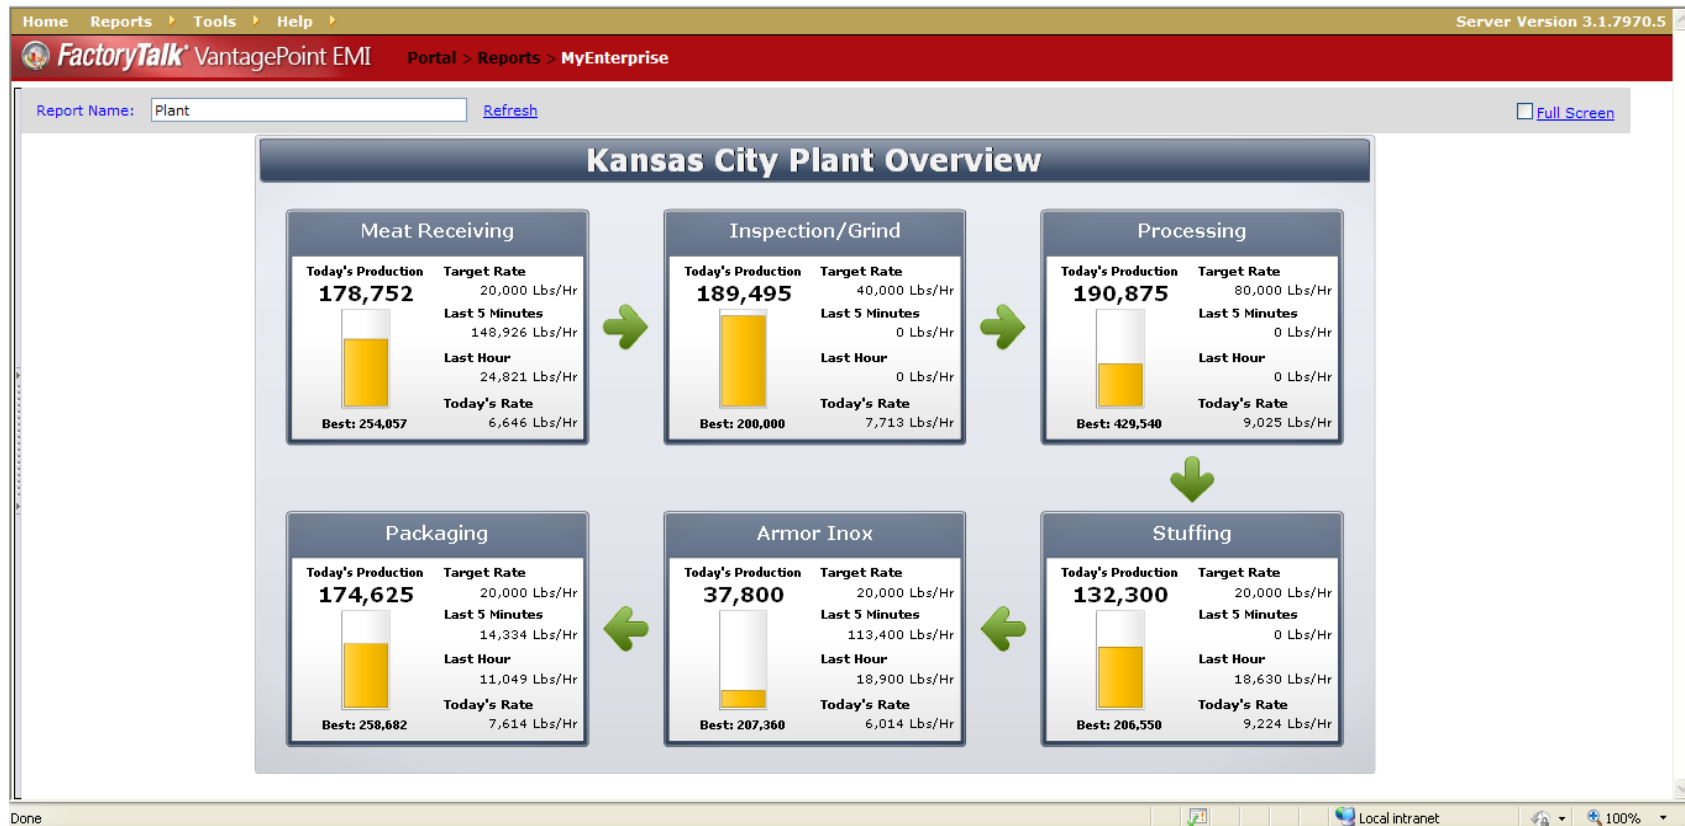 Home Reports Tools Help Server Version 3.1.7970.5
FactoryTalk VantagePoint EMI Portal > Reports > MyEnterprise
Report Name: Plant Refresh Full Screen
Kansas City Plant Overview
Meat Receiving
Today's Production Target Rate
178,752 20,000 Lbs/Hr
Last 5 Minutes
148,926 Lbs/Hr
Last Hour
24,821 Lbs/Hr
Today's Rate
Best: 254,057 6,646 Lbs/Hr
Inspection/Grind
Today's Production Target Rate
189,495 40,000 Lbs/Hr
Last 5 Minutes
0 Lbs/Hr
Last Hour
0 Lbs/Hr
Today's Rate
Best: 200,000 7,713 Lbs/Hr
Processing
Today's Production Target Rate
190,875 80,000 Lbs/Hr
Last 5 Minutes
0 Lbs/Hr
Last Hour
0 Lbs/Hr
Today's Rate
Best: 429,540 9,025 Lbs/Hr
Packaging
Today's Production Target Rate
174,625 20,000 Lbs/Hr
Last 5 Minutes
14,334 Lbs/Hr
Last Hour
11,049 Lbs/Hr
Today's Rate
Best: 258,682 7,614 Lbs/Hr
Armor Inox
Today's Production Target Rate
37,800 20,000 Lbs/Hr
Last 5 Minutes
113,400 Lbs/Hr
Last Hour
18,900 Lbs/Hr
Today's Rate
Best: 207,360 6,014 Lbs/Hr
Stuffing
Today's Production Target Rate
132,300 20,000 Lbs/Hr
Last 5 Minutes
0 Lbs/Hr
Last Hour
18,630 Lbs/Hr
Today's Rate
Best: 206,550 9,224 Lbs/Hr
Done Local intranet 100%